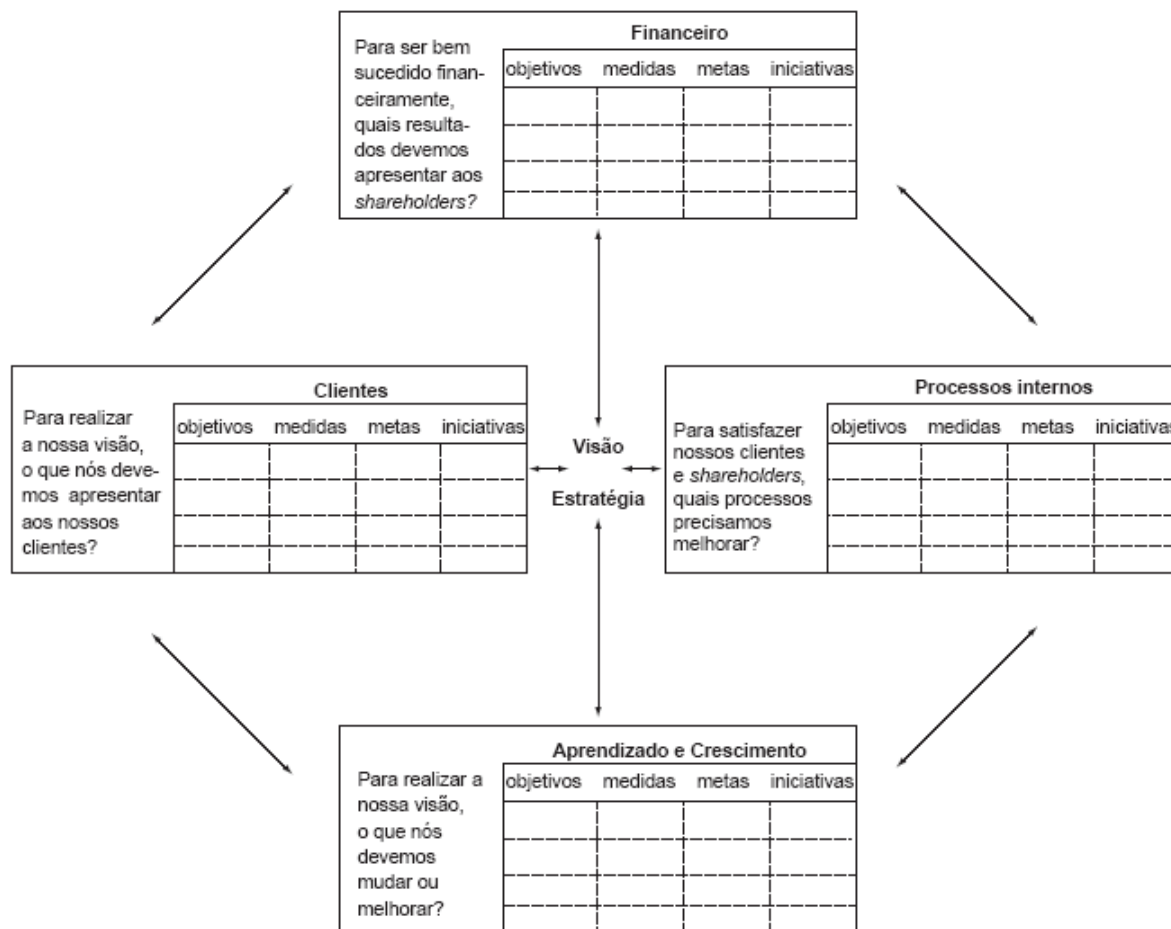 Financeiro
Para ser bem
sucedido finan-
ceiramente,
quais resulta-
dos devemos
apresentar aos
shareholders?
objetivos medidas metas iniciativas
Clientes
Para realizar
a nossa visão,
o que nós deve-
mos apresentar
aos nossos
clientes?
objetivos medidas metas iniciativas
Visão
Estratégia
Processos internos
Para satisfazer
nossos clientes
e shareholders,
quais processos
precisamos
melhorar?
objetivos medidas metas iniciativas
Aprendizado e Crescimento
Para realizar a
nossa visão,
o que nós
devemos
mudar ou
melhorar?
objetivos medidas metas iniciativas